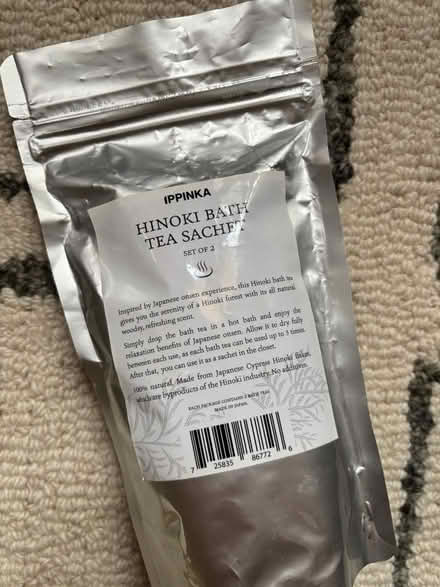 IPPINKA
HINOKI BATH
TEA SACHET
SET OF 2
Inspired by Japanese onsen experience, this Hinoki bath tea
gives you the serenity of a Hinoki forest with its all natural
woodsy, refreshing scent.
Simply drop the bath tea in a hot bath and enjoy the
relaxation benefits of Japanese onsen. Allow it to dry fully
between each use, as each bath tea can be used up to 3 times.
After that, you can use it as a sachet in the closet.
100% natural. Made from Japanese Cypress Hinoki flakes,
which are byproducts of the Hinoki industry. No additives.
EACH PACKAGE CONTAINS 2 BATH TEAS
MADE IN JAPAN.
7 25835 86772 6